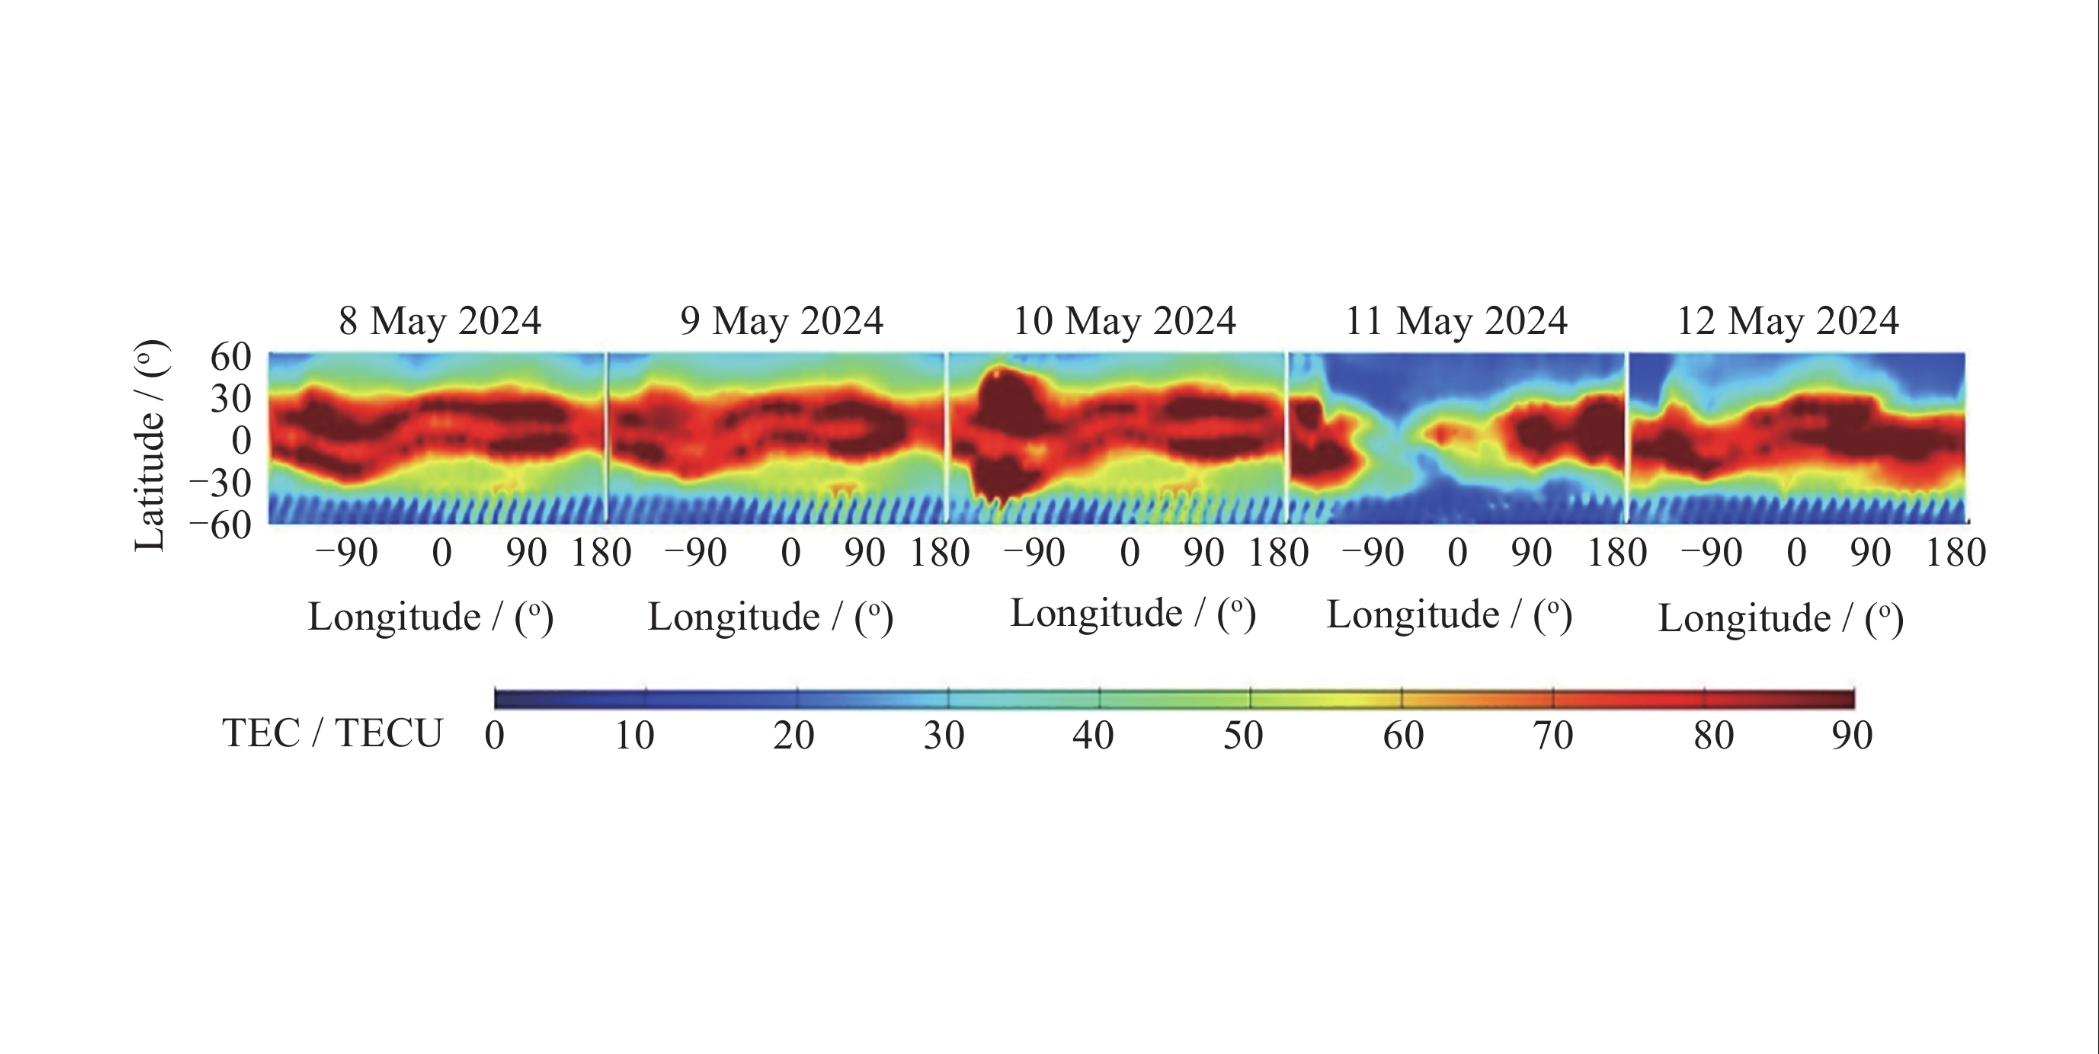 8 May 2024 9 May 2024 10 May 2024 11 May 2024 12 May 2024
Latitude / (º)
60
30
0
−30
−60
−90 0 90 180 −90 0 90 180 −90 0 90 180 −90 0 90 180 −90 0 90 180
Longitude / (º) Longitude / (º) Longitude / (º) Longitude / (º) Longitude / (º)
TEC / TECU 0 10 20 30 40 50 60 70 80 90